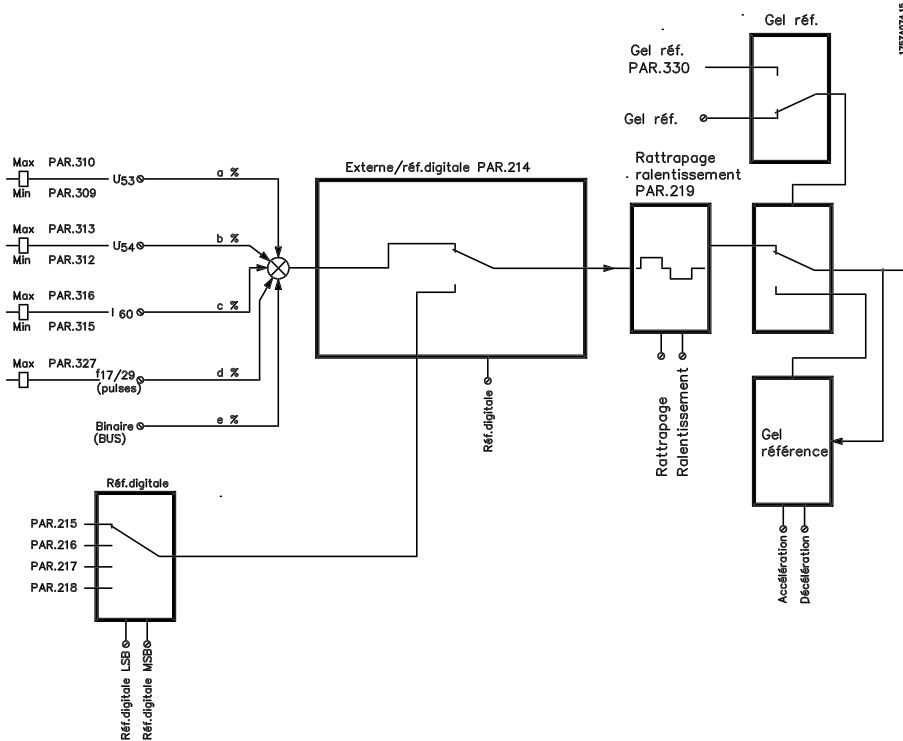 Gel réf.
Gel réf.
PAR.330
Gel réf.
Externe/réf.digitale PAR.214
Rattrapage
ralentissement
PAR.219
Max PAR.310
U53 a %
Min PAR.309
Max PAR.313
U54 b %
Min PAR.312
Max PAR.316
I 60 c %
Min PAR.315
Max PAR.327
f17/29 d %
(pulses)
Binaire e %
(BUS)
Réf.digitale
Rattrapage
Ralentissement
Gel
référence
Réf.digitale
PAR.215
PAR.216
PAR.217
PAR.218
Accélération
Décélération
Réf.digitale LSB
Réf.digitale MSB